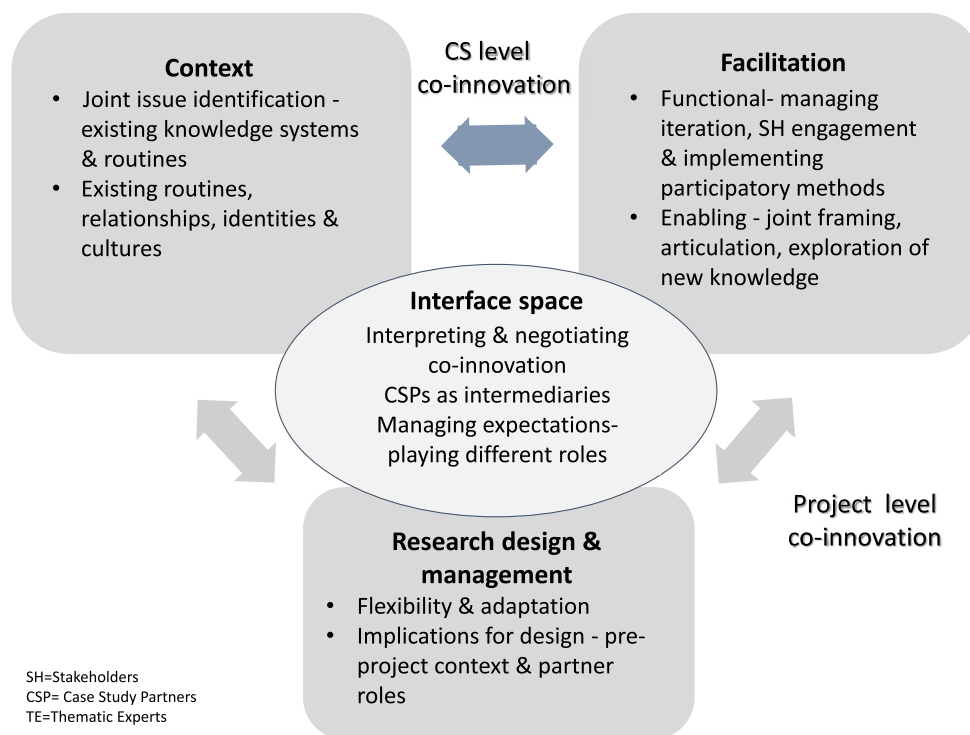 Context
• Joint issue identification -
existing knowledge systems
& routines
• Existing routines,
relationships, identities &
cultures
CS level
co-innovation
Facilitation
• Functional- managing
iteration, SH engagement
& implementing
participatory methods
• Enabling - joint framing,
articulation, exploration of
new knowledge
Interface space
Interpreting & negotiating
co-innovation
CSPs as intermediaries
Managing expectations-
playing different roles
Project level
co-innovation
Research design &
management
• Flexibility & adaptation
• Implications for design - pre-
project context & partner
roles
SH=Stakeholders
CSP= Case Study Partners
TE=Thematic Experts